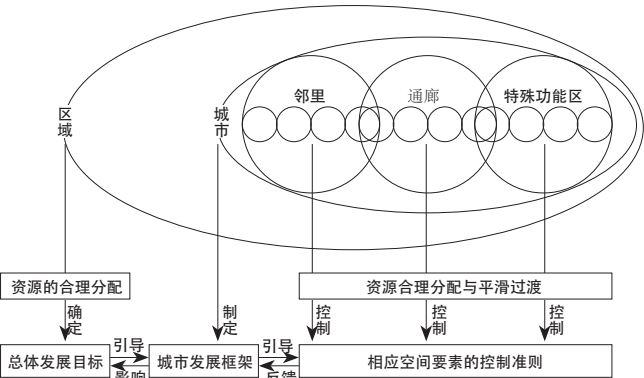 邻里
通廊
特殊功能区
区域
城市
资源的合理分配
资源合理分配与平滑过渡
确定
制定
控制
控制
控制
引导
引导
总体发展目标
城市发展框架
相应空间要素的控制准则
影响
反馈